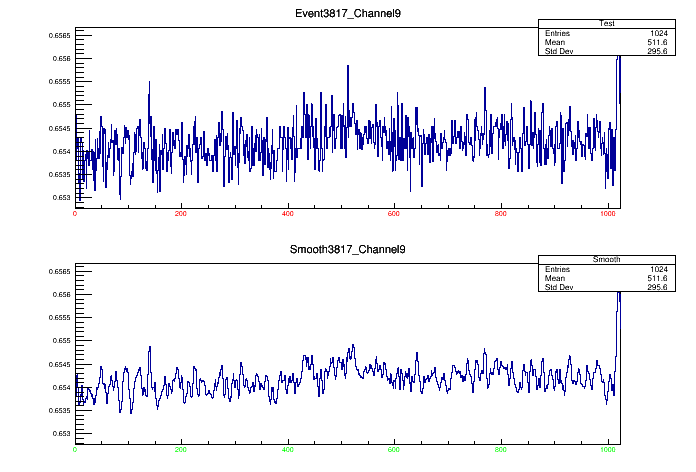 Event3817_Channel9
Test
Entries 1024
Mean 511.6
Std Dev 295.6
0.6565
0.656
0.6555
0.655
0.6545
0.654
0.6535
0.653
0 200 400 600 800 1000
Smooth3817_Channel9
Smooth
Entries 1024
Mean 511.6
Std Dev 295.6
0.6565
0.656
0.6555
0.655
0.6545
0.654
0.6535
0.653
0 200 400 600 800 1000